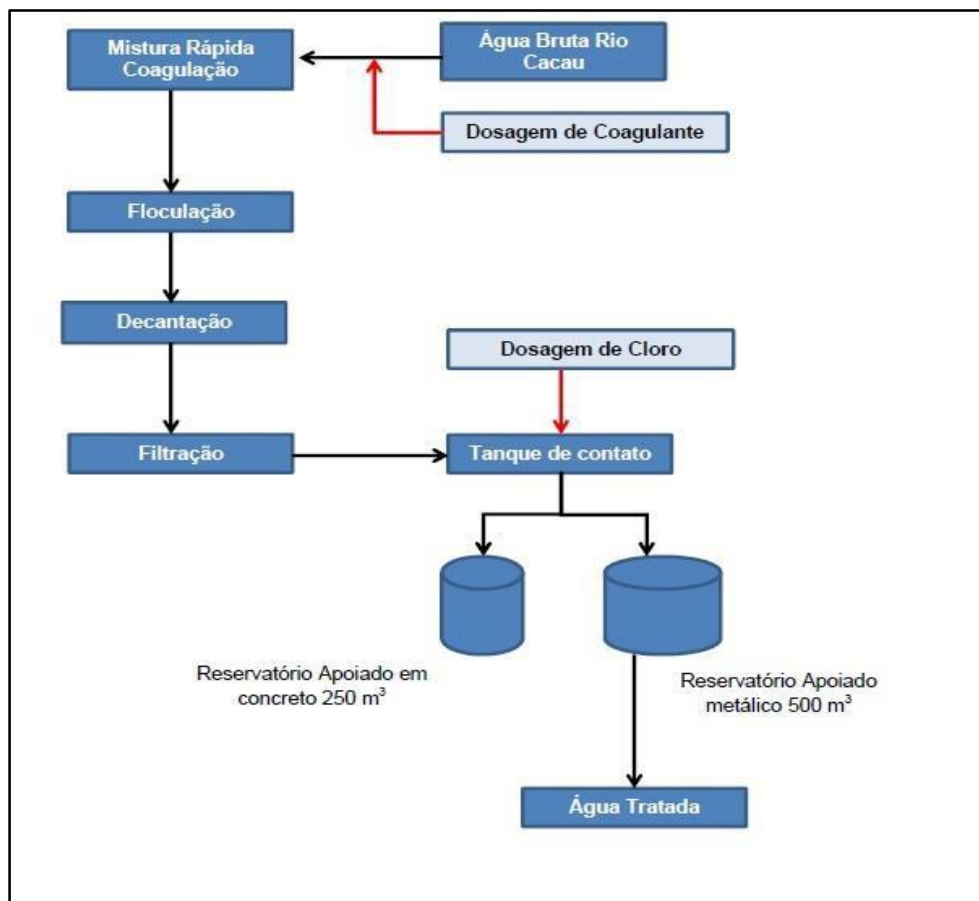 Mistura Rápida
Coagulação
Água Bruta Rio
Cacau
Dosagem de Coagulante
Floculação
Decantação
Dosagem de Cloro
Filtração
Tanque de contato
Reservatório Apoiado em
concreto 250 m³
Reservatório Apoiado
metálico 500 m³
Água Tratada